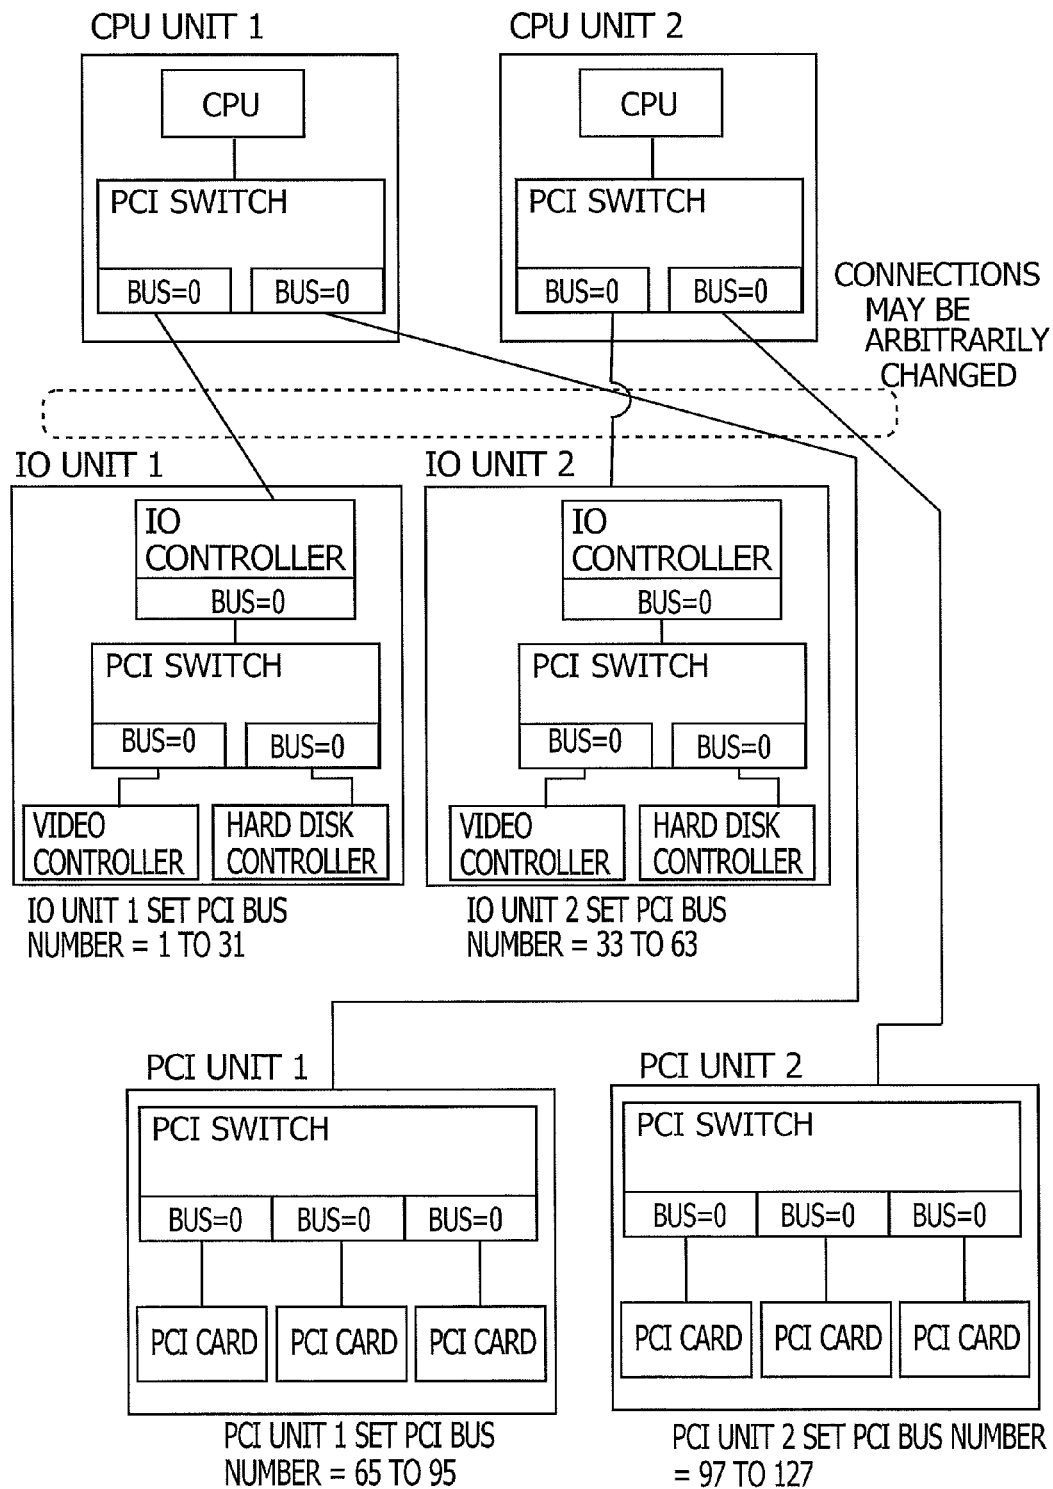 CPU UNIT 1
CPU UNIT 2
CPU
CPU
PCI SWITCH
PCI SWITCH
BUS=0
BUS=0
BUS=0
BUS=0
CONNECTIONS
MAY BE
ARBITRARILY
CHANGED
IO UNIT 1
IO UNIT 2
IO
CONTROLLER
BUS=0
IO
CONTROLLER
BUS=0
PCI SWITCH
PCI SWITCH
BUS=0
BUS=0
BUS=0
BUS=0
VIDEO
CONTROLLER
HARD DISK
CONTROLLER
VIDEO
CONTROLLER
HARD DISK
CONTROLLER
IO UNIT 1 SET PCI BUS
NUMBER = 1 TO 31
IO UNIT 2 SET PCI BUS
NUMBER = 33 TO 63
PCI UNIT 1
PCI UNIT 2
PCI SWITCH
PCI SWITCH
BUS=0
BUS=0
BUS=0
BUS=0
BUS=0
BUS=0
PCI CARD
PCI CARD
PCI CARD
PCI CARD
PCI CARD
PCI CARD
PCI UNIT 1 SET PCI BUS
NUMBER = 65 TO 95
PCI UNIT 2 SET PCI BUS NUMBER
= 97 TO 127